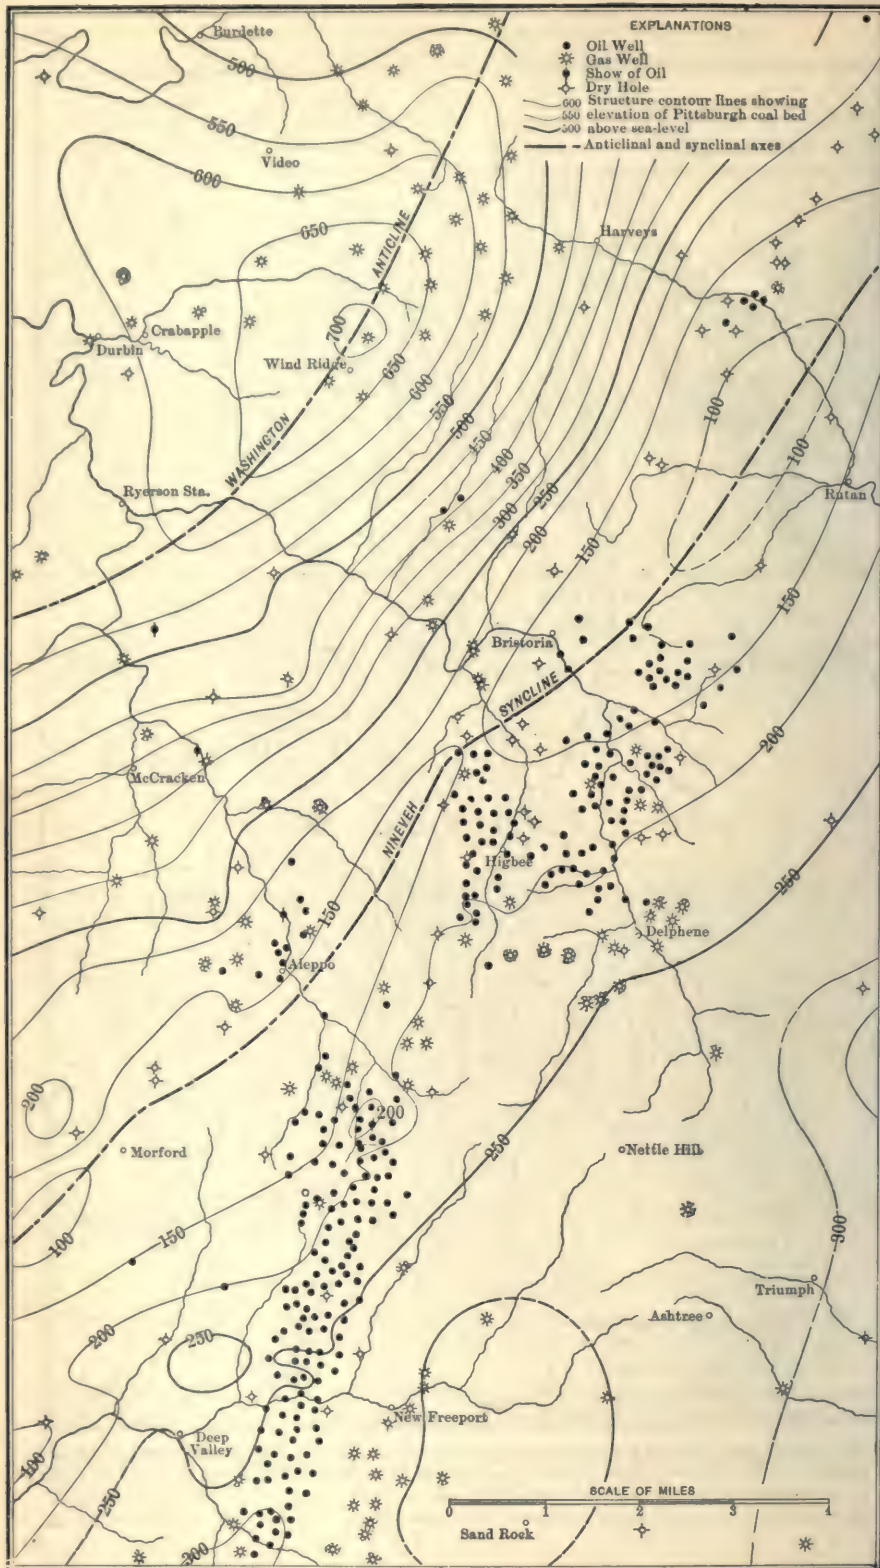 EXPLANATIONS
Oil Well
Gas Well
Show of Oil
Dry Hole
600 Structure contour lines showing
550 elevation of Pittsburgh coal bed
500 above sea-level
Anticlinal and synclinal axes
Burdette
500
550
Video
600
650
ANTICLINE
Harveys
700
Crabapple
Durbin
Wind Ridge
650
600
550
500
450
400
350
300
250
200
150
100
100
WASHINGTON
Ryerson Sta.
Rutan
150
Bristoria
SYNCLINE
200
McCracken
NINEVEH
Higbee
250
150
Delphene
Aleppo
200
200
250
Morford
Nettle Hill
100
150
300
Triumph
Ashtree
200
250
New Freeport
Deep
Valley
100
250
300
SCALE OF MILES
0 1 2 3 4
Sand Rock